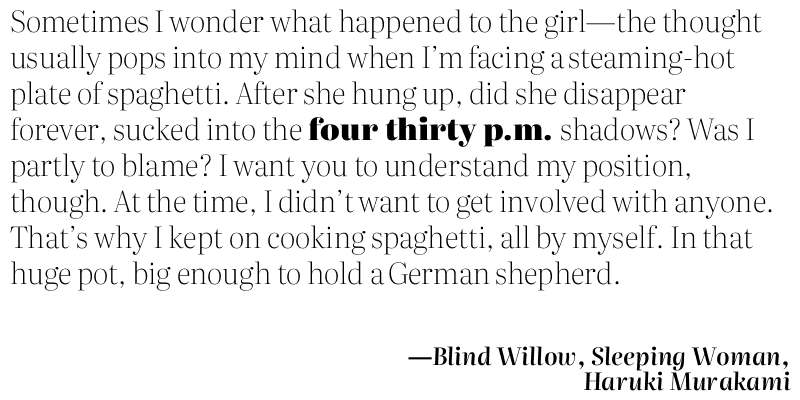 Sometimes I wonder what happened to the girl—the thought
usually pops into my mind when I'm facing a steaming-hot
plate of spaghetti. After she hung up, did she disappear
forever, sucked into the four thirty p.m. shadows? Was I
partly to blame? I want you to understand my position,
though. At the time, I didn't want to get involved with anyone.
That's why I kept on cooking spaghetti, all by myself. In that
huge pot, big enough to hold a German shepherd.
—Blind Willow, Sleeping Woman,
Haruki Murakami